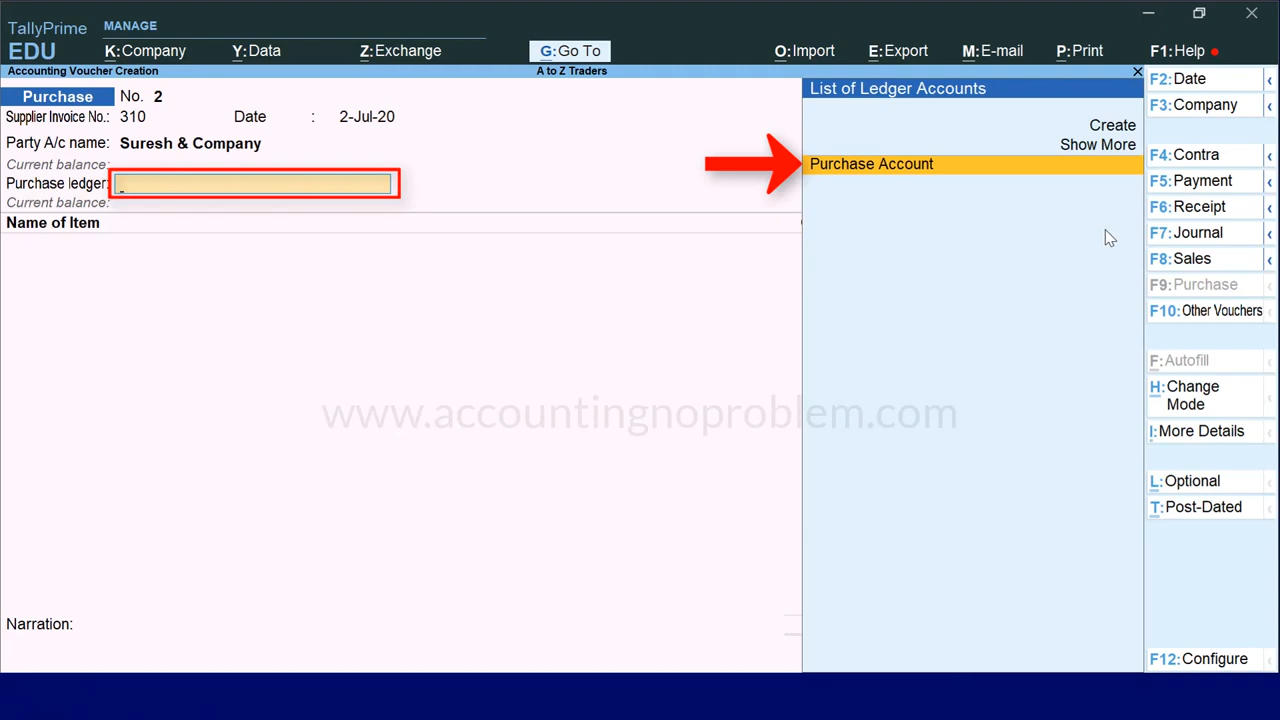 TallyPrime
EDU
MANAGE
K:Company
Y:Data
Z:Exchange
G:Go To
O:Import
E:Export
M:E-mail
P:Print
F1:Help
Accounting Voucher Creation
A to Z Traders
Purchase No. 2
Supplier Invoice No.: 310 Date : 2-Jul-20
Party A/c name: Suresh & Company
Current balance:
Purchase ledger:
Current balance:
Name of Item
Narration:
List of Ledger Accounts
Create
Show More
Purchase Account
F2:Date
F3:Company
F4:Contra
F5:Payment
F6:Receipt
F7:Journal
F8:Sales
F9:Purchase
F10:Other Vouchers
F:Autofill
H:Change
Mode
I:More Details
L:Optional
T:Post-Dated
F12:Configure
www.accountingnoproblem.com